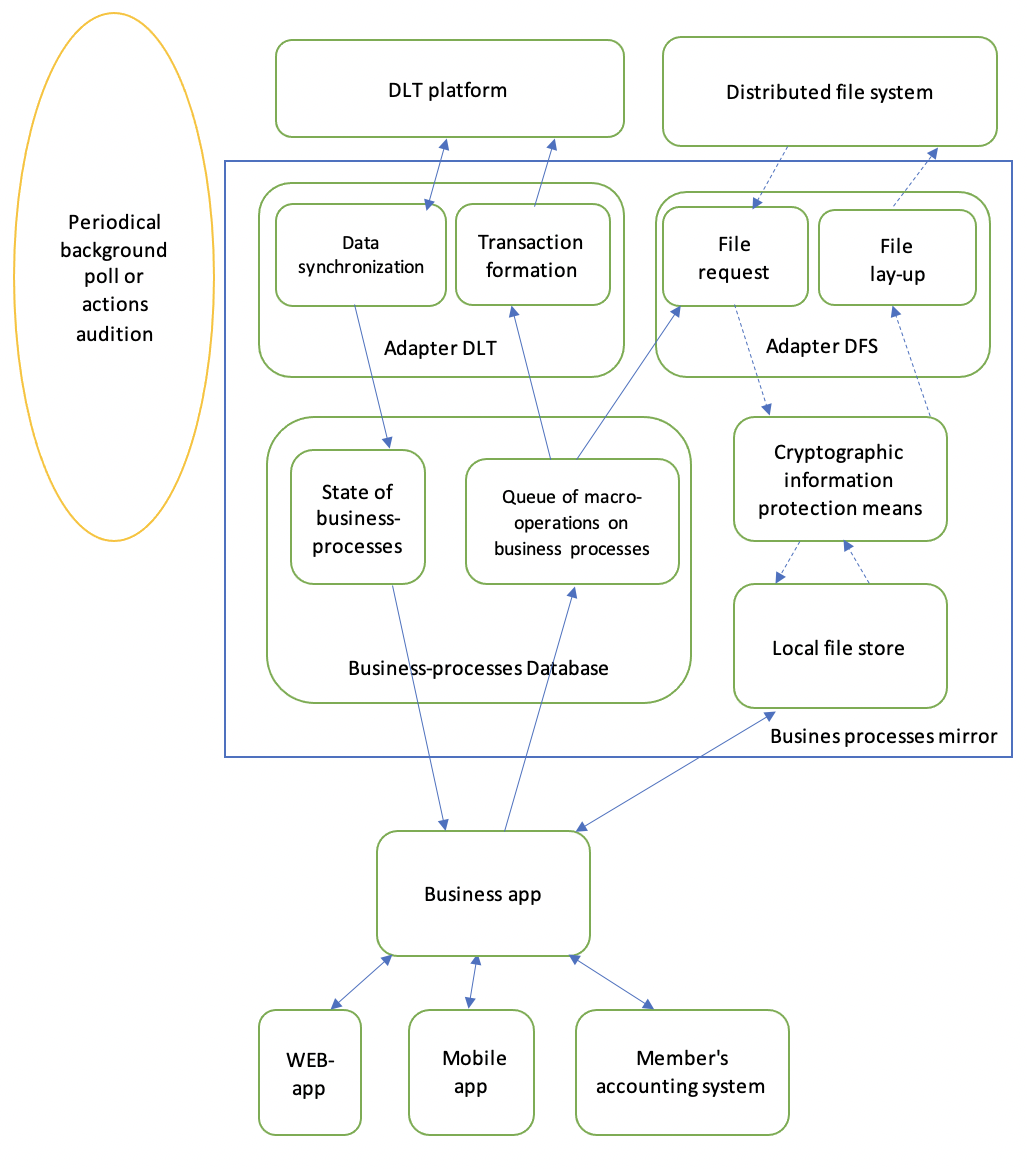 DLT platform
Distributed file system
Periodical
background
poll or
actions
audition
Data
synchronization
Transaction
formation
File
request
File
lay-up
Adapter DLT
Adapter DFS
State of
business-
processes
Queue of macro-
operations on
business processes
Cryptographic
information
protection means
Business-processes Database
Local file store
Busines processes mirror
Business app
WEB-
app
Mobile
app
Member's
accounting system